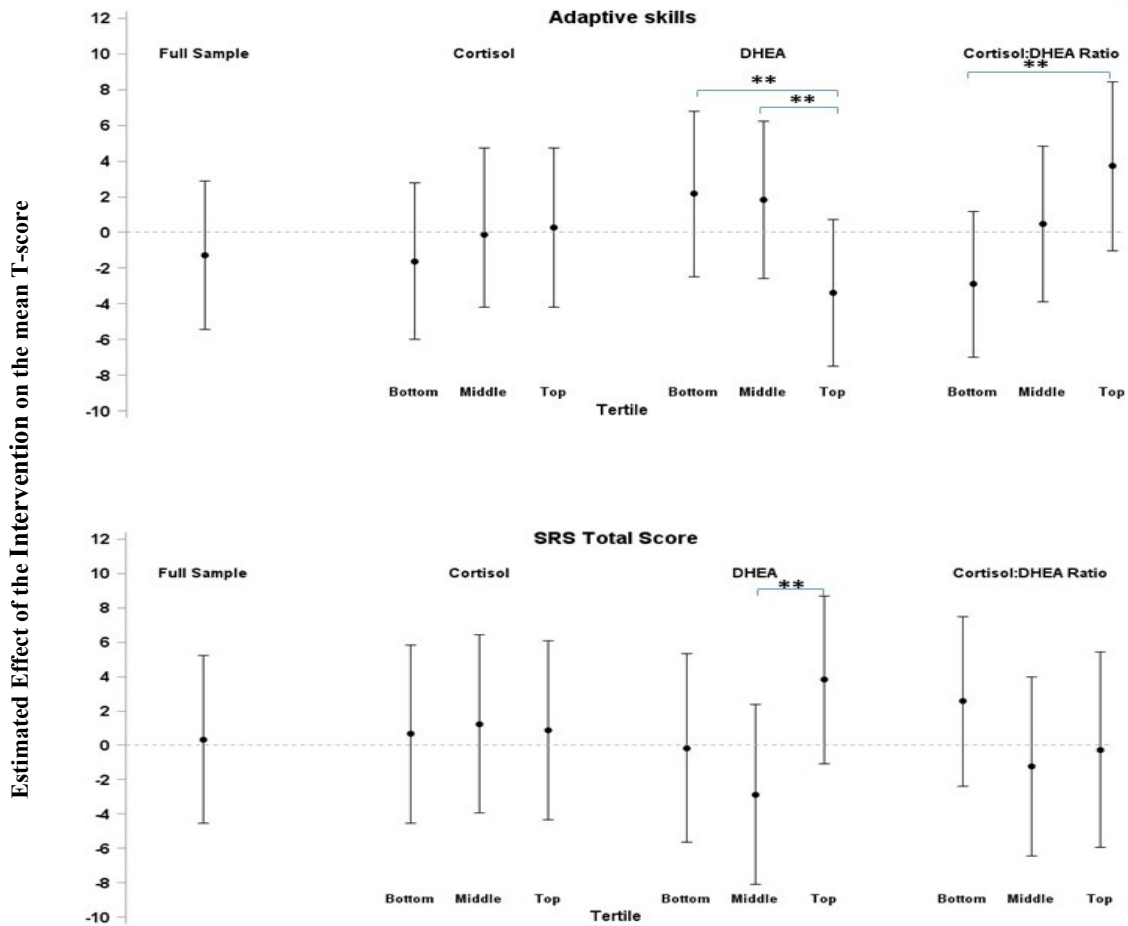 Estimated Effect of the Intervention on the mean T-score
Adaptive skills
12
10
8
6
4
2
0
-2
-4
-6
-8
-10
Full Sample
Cortisol
DHEA
Cortisol:DHEA Ratio
**
**
**
Bottom Middle Top
Bottom Middle Top
Bottom Middle Top
Tertile
SRS Total Score
12
10
8
6
4
2
0
-2
-4
-6
-8
-10
Full Sample
Cortisol
DHEA
Cortisol:DHEA Ratio
**
Bottom Middle Top
Bottom Middle Top
Bottom Middle Top
Tertile